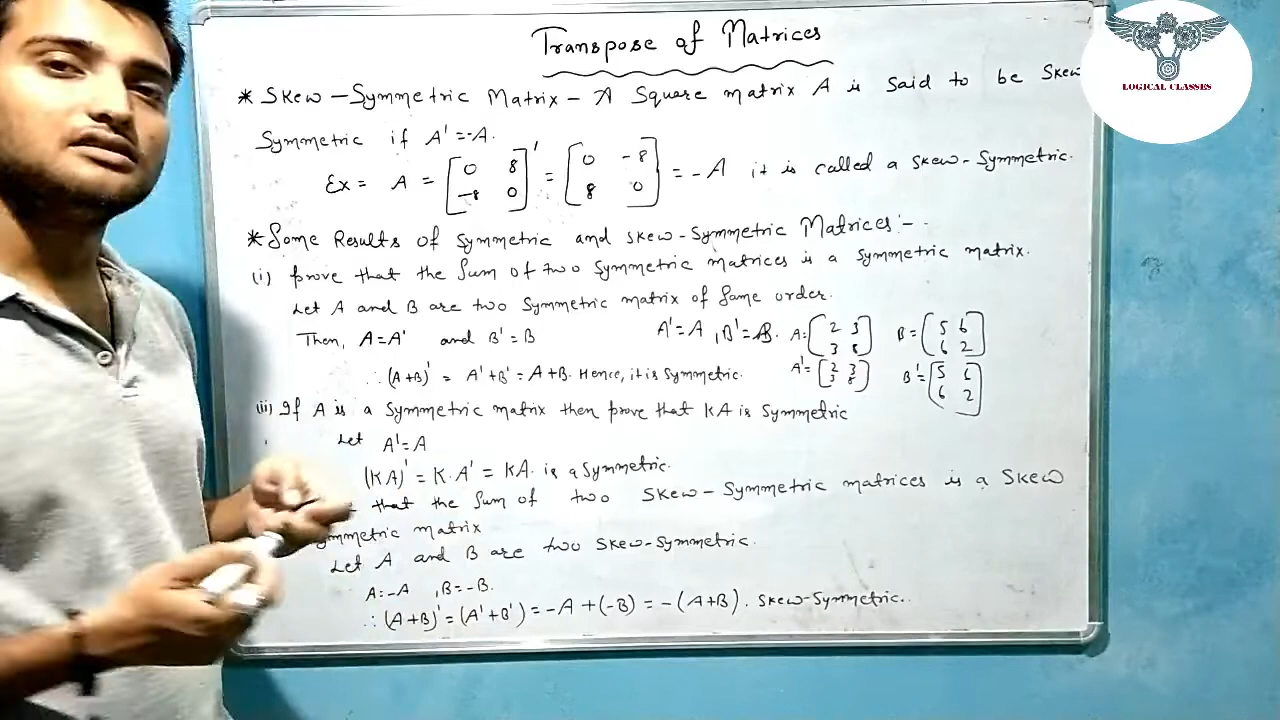 Transpose of Matrices
LOGICAL CLASSES
* Skew-Symmetric Matrix - A Square matrix A is said to be Skew
Symmetric if A' = -A.
Ex = A = [0 8; -8 0]' = [0 -8; 8 0] = -A it is called a skew-Symmetric.
* Some Results of Symmetric and skew-Symmetric Matrices :-
(i) prove that the Sum of two Symmetric matrices is a Symmetric matrix.
Let A and B are two Symmetric matrix of Same order.
Then, A = A' and B' = B A' = A , B' = B. A = [2 3; 3 8] B = [5 6; 6 2]
∴ (A+B)' = A'+B' = A+B. Hence, it is Symmetric. A' = [2 3; 3 8] B' = [5 6; 6 2]
(ii) If A is a Symmetric matrix then prove that KA is Symmetric
Let A' = A
(KA)' = K.A' = KA. is a Symmetric.
that the Sum of two Skew-Symmetric matrices is a Skew
ymmetric matrix
Let A and B are two Skew-Symmetric.
A = -A , B = -B.
∴ (A+B)' = (A'+B') = -A+(-B) = -(A+B). Skew-Symmetric.